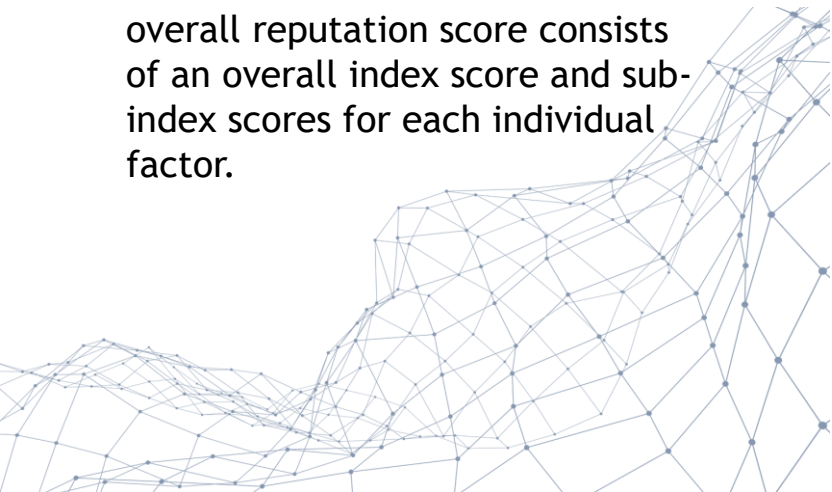 overall reputation score consists
of an overall index score and sub-
index scores for each individual
factor.